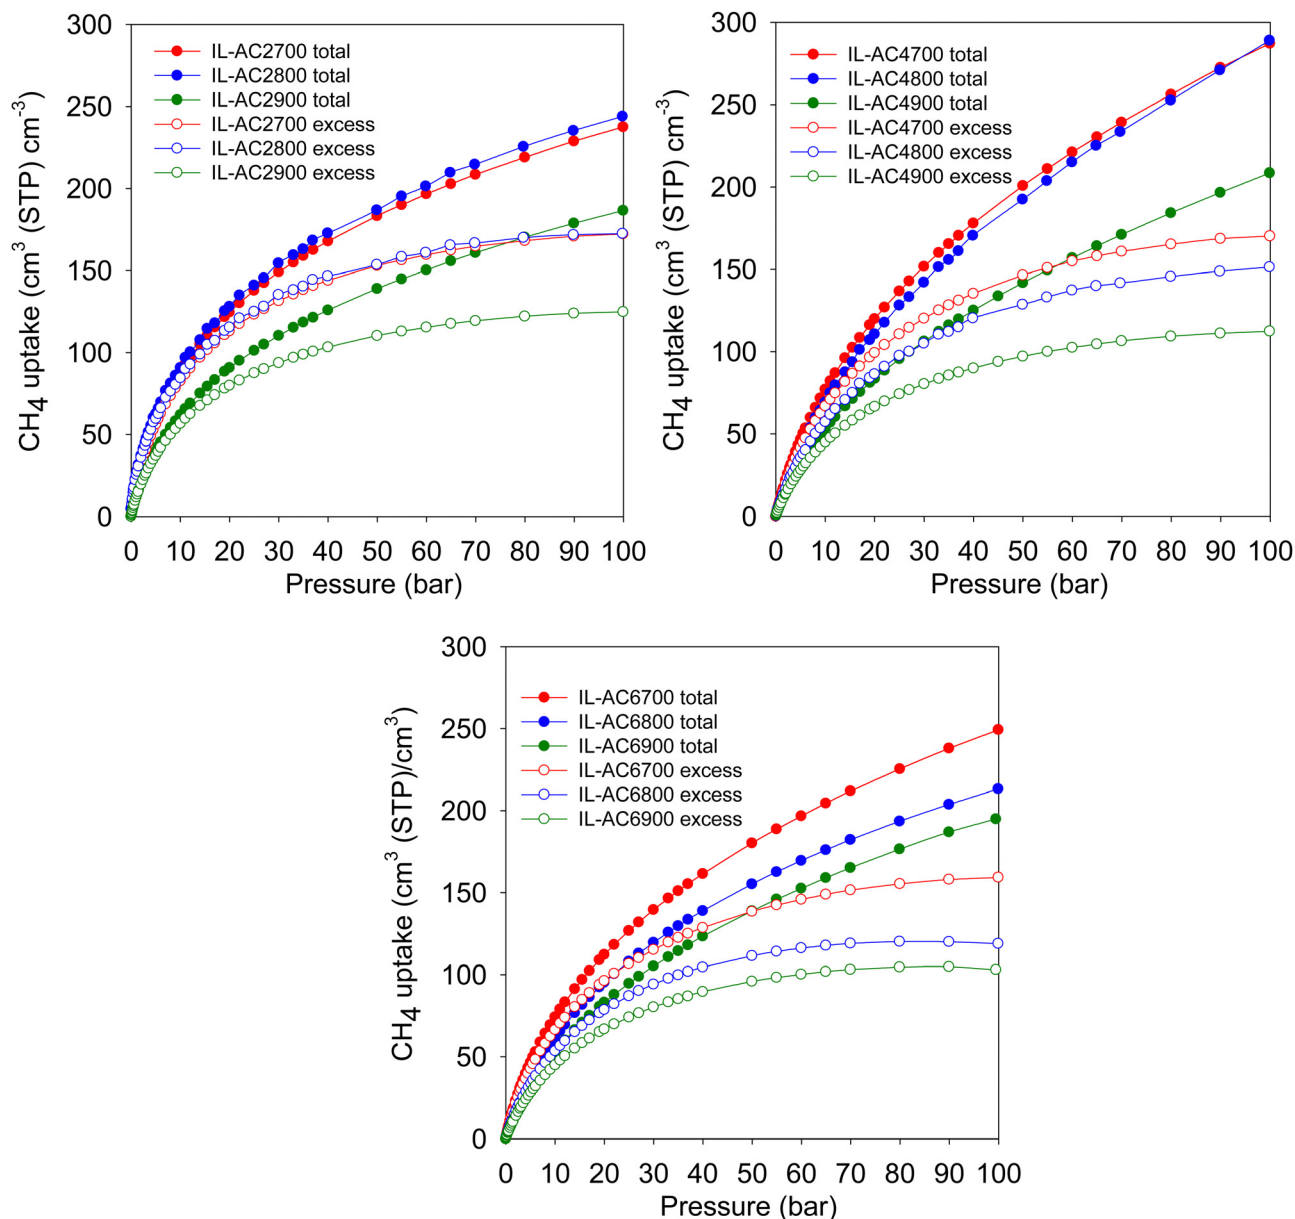 CH4 uptake (cm3 (STP) cm-3)
300
250
200
150
100
50
0
IL-AC2700 total
IL-AC2800 total
IL-AC2900 total
IL-AC2700 excess
IL-AC2800 excess
IL-AC2900 excess
0 10 20 30 40 50 60 70 80 90 100
Pressure (bar)
CH4 uptake (cm3 (STP) cm-3)
300
250
200
150
100
50
0
IL-AC4700 total
IL-AC4800 total
IL-AC4900 total
IL-AC4700 excess
IL-AC4800 excess
IL-AC4900 excess
0 10 20 30 40 50 60 70 80 90 100
Pressure (bar)
CH4 uptake (cm3 (STP)/cm3)
300
250
200
150
100
50
0
IL-AC6700 total
IL-AC6800 total
IL-AC6900 total
IL-AC6700 excess
IL-AC6800 excess
IL-AC6900 excess
0 10 20 30 40 50 60 70 80 90 100
Pressure (bar)